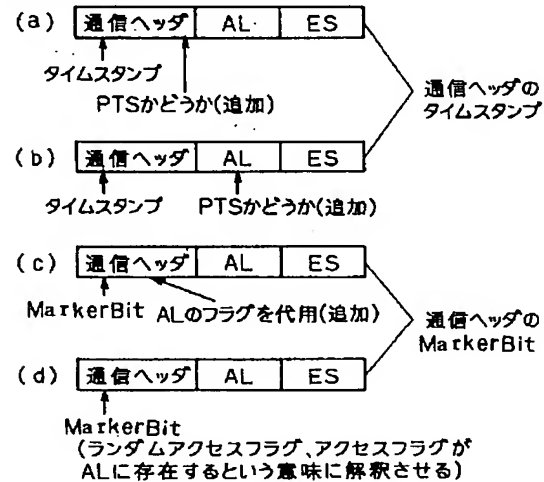 (a) 通信ヘッダ AL ES
タイムスタンプ
PTSかどうか(追加)
通信ヘッダの
タイムスタンプ
(b) 通信ヘッダ AL ES
タイムスタンプ PTSかどうか(追加)
(c) 通信ヘッダ AL ES
MarkerBit ALのフラグを代用(追加)
通信ヘッダの
MarkerBit
(d) 通信ヘッダ AL ES
MarkerBit
(ランダムアクセスフラグ、アクセスフラグが
ALに存在するという意味に解釈させる)